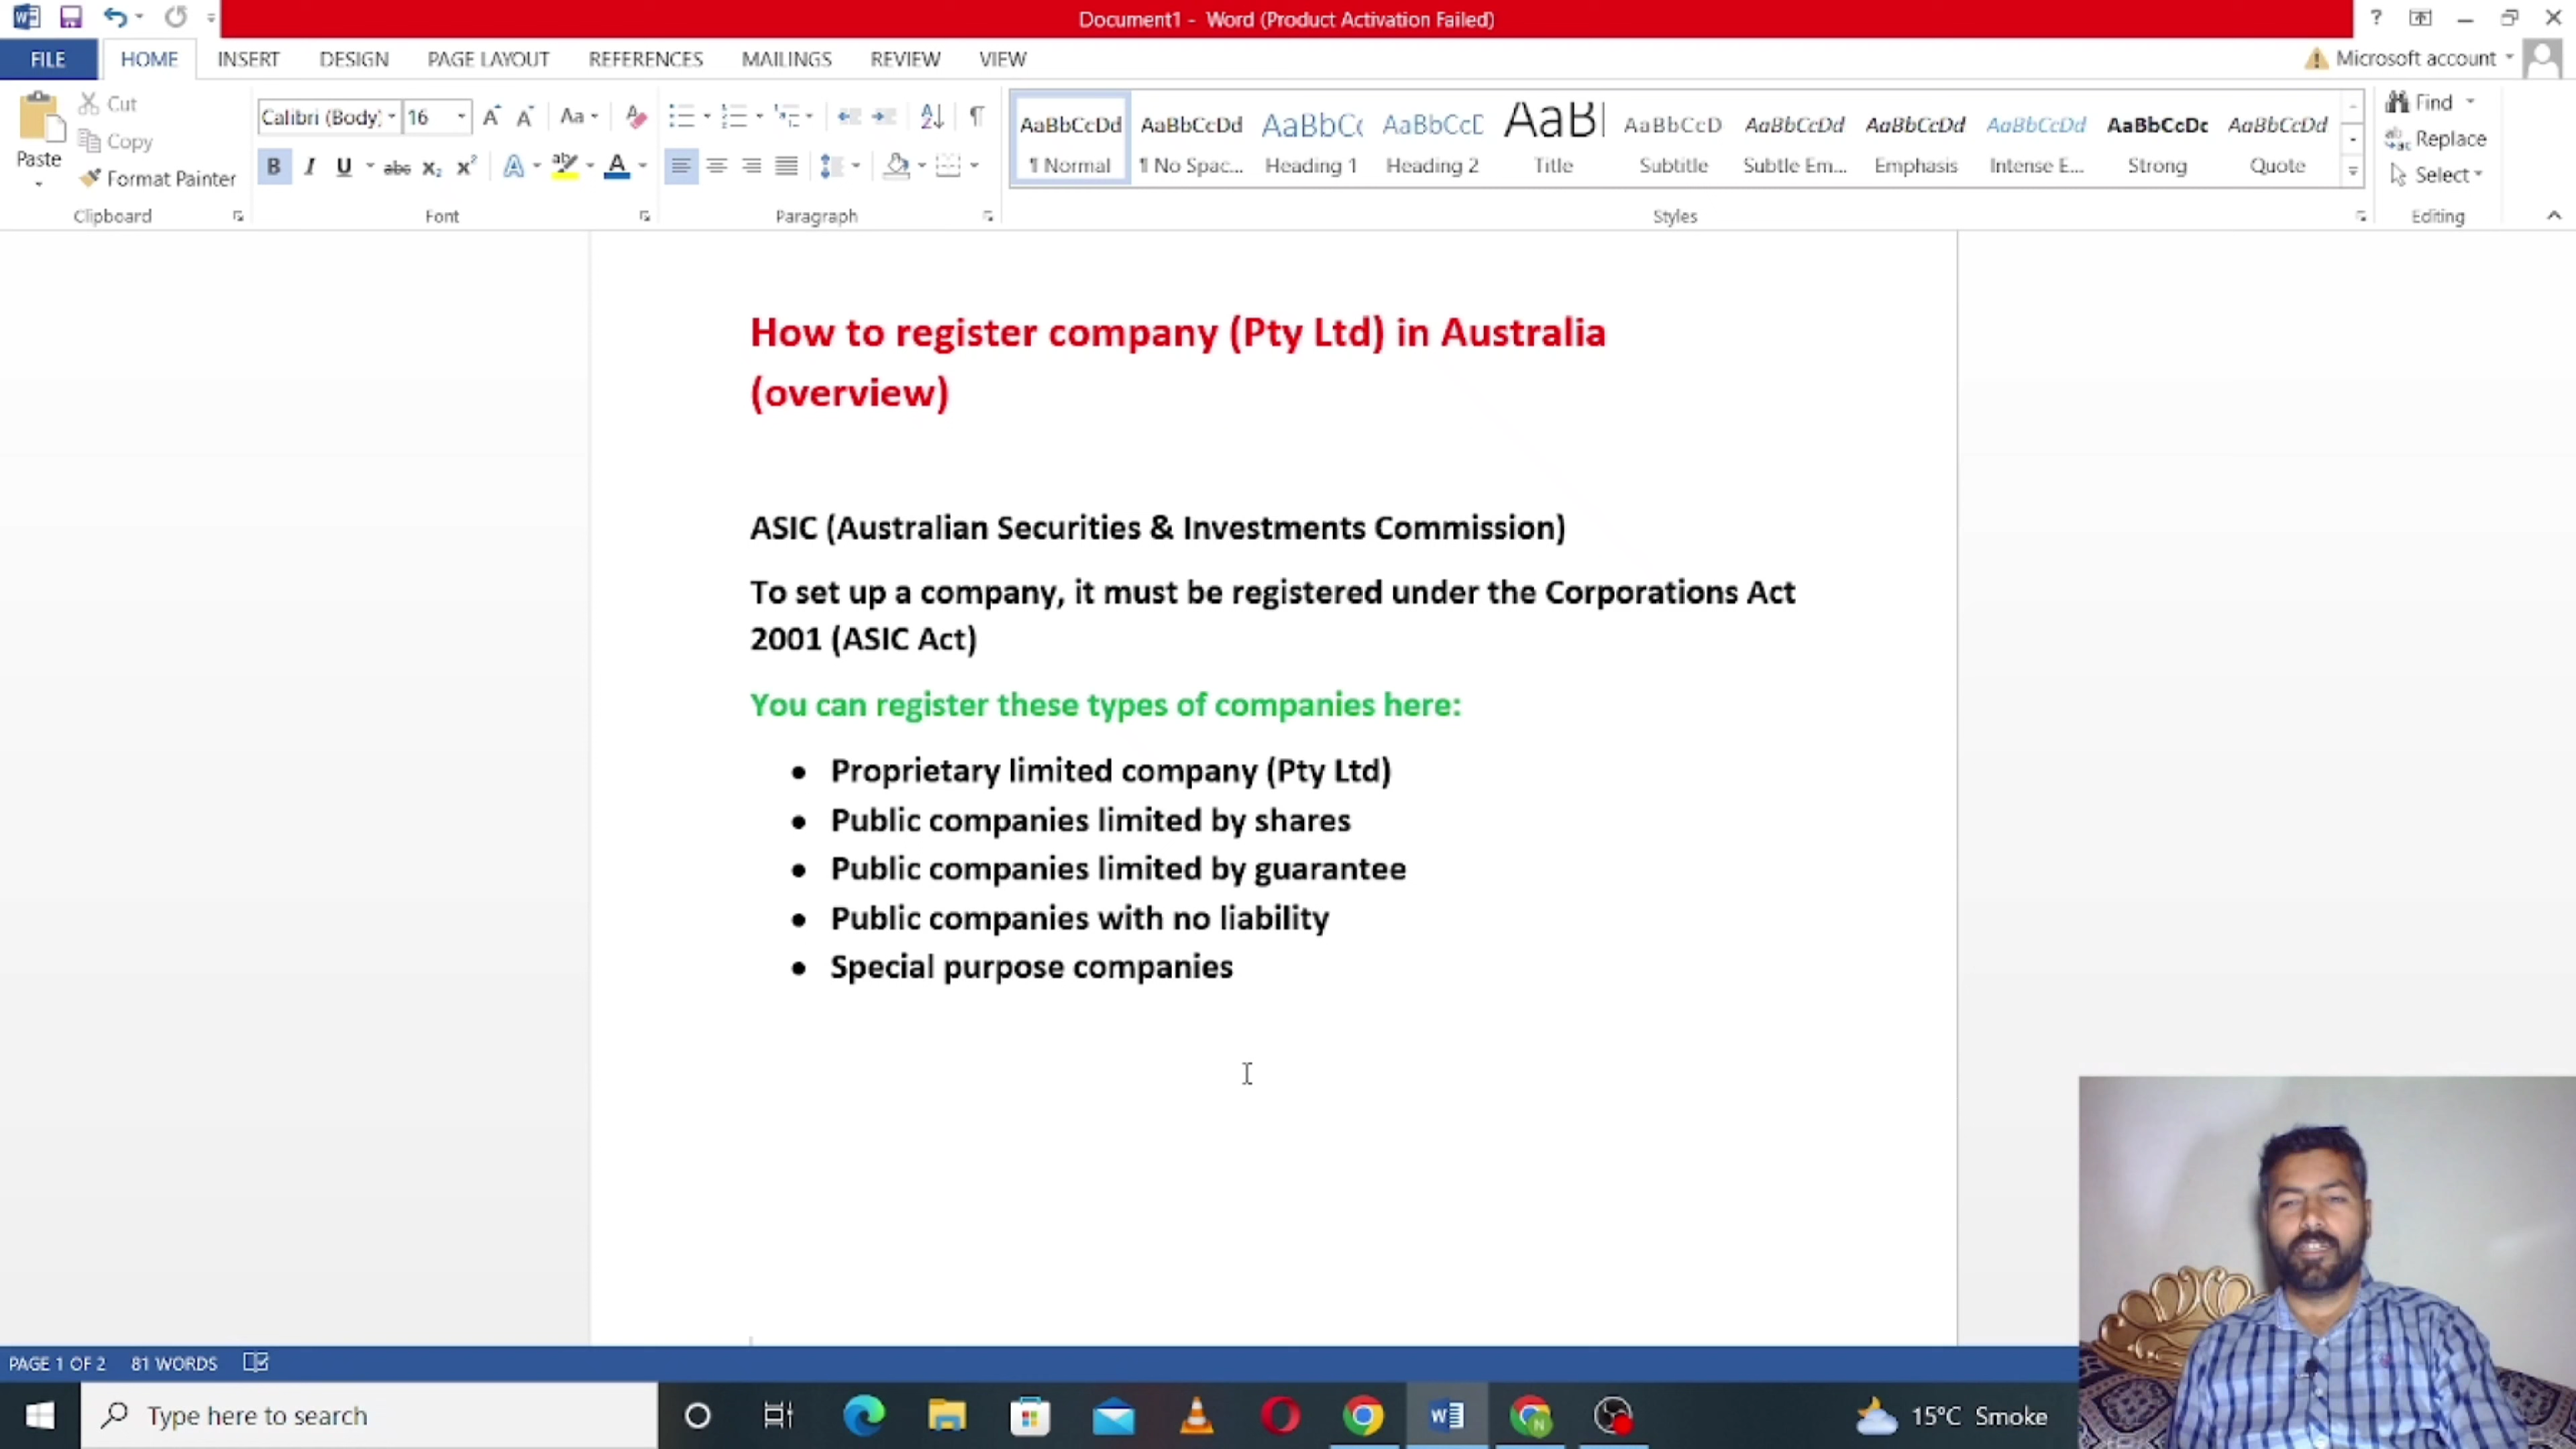 Document1 - Word (Product Activation Failed)
?
FILE HOME INSERT DESIGN PAGE LAYOUT REFERENCES MAILINGS REVIEW VIEW
Microsoft account
Paste
Cut
Copy
Format Painter
Clipboard
Calibri (Body) 16
Font
Paragraph
AaBbCcDd AaBbCcDd AaBbCc AaBbCcD AaBl AaBbCcD AaBbCcDd AaBbCcDd AaBbCcDd AaBbCcDc AaBbCcDd
¶ Normal ¶ No Spac... Heading 1 Heading 2 Title Subtitle Subtle Em... Emphasis Intense E... Strong Quote
Styles
Find
Replace
Select
Editing
How to register company (Pty Ltd) in Australia
(overview)
ASIC (Australian Securities & Investments Commission)
To set up a company, it must be registered under the Corporations Act
2001 (ASIC Act)
You can register these types of companies here:
• Proprietary limited company (Pty Ltd)
• Public companies limited by shares
• Public companies limited by guarantee
• Public companies with no liability
• Special purpose companies
PAGE 1 OF 2 81 WORDS
Type here to search
15°C Smoke